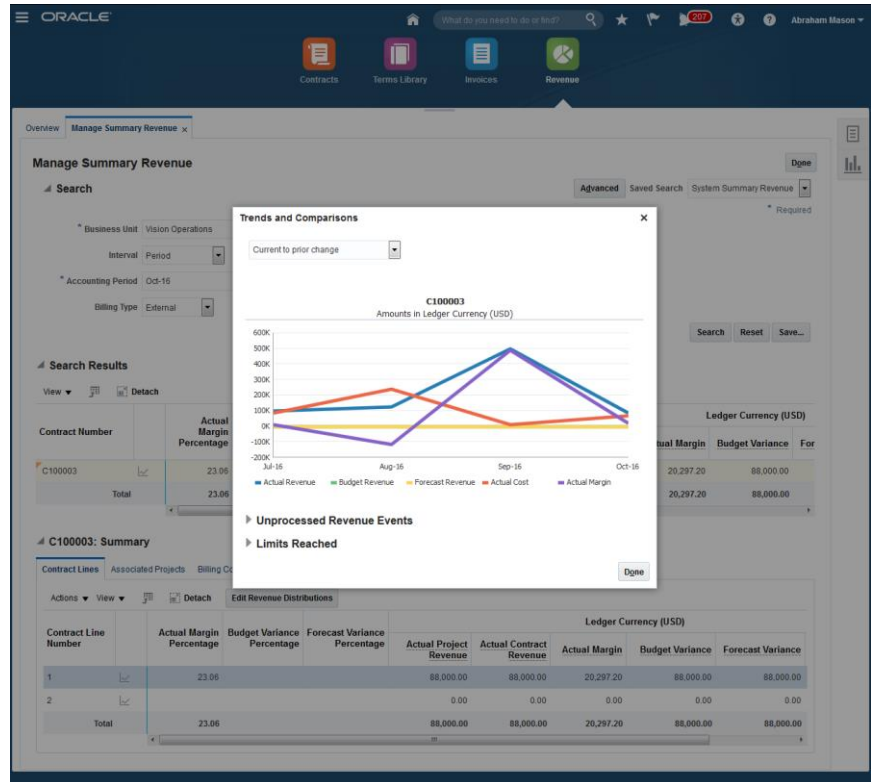 ORACLE
What do you need to do or find?
207
Abraham Mason
Contracts
Terms Library
Invoices
Revenue
Overview
Manage Summary Revenue x
Manage Summary Revenue
Done
Search
Advanced
Saved Search
System Summary Revenue
* Required
* Business Unit Vision Operations
Interval Period
* Accounting Period Oct-16
Billing Type External
Search
Reset
Save...
Search Results
View
Detach
Contract Number
Actual Margin Percentage
Ledger Currency (USD)
Margin
Budget Variance
For
C100003 23.06 20,297.20 88,000.00
Total 23.06 20,297.20 88,000.00
Trends and Comparisons
Current to prior change
C100003
Amounts in Ledger Currency (USD)
600K
500K
400K
300K
200K
100K
0K
-100K
-200K
Jul-16 Aug-16 Sep-16 Oct-16
Actual Revenue Budget Revenue Forecast Revenue Actual Cost Actual Margin
Unprocessed Revenue Events
Limits Reached
Done
C100003: Summary
Contract Lines
Associated Projects
Billing Co
Actions
View
Detach
Edit Revenue Distributions
Ledger Currency (USD)
Contract Line Number
Actual Margin Percentage
Budget Variance Percentage
Forecast Variance Percentage
Actual Project Revenue
Actual Contract Revenue
Actual Margin
Budget Variance
Forecast Variance
1 23.06 88,000.00 88,000.00 20,297.20 88,000.00 88,000.00
2 0.00 0.00 0.00 0.00 0.00
Total 23.06 88,000.00 88,000.00 20,297.20 88,000.00 88,000.00